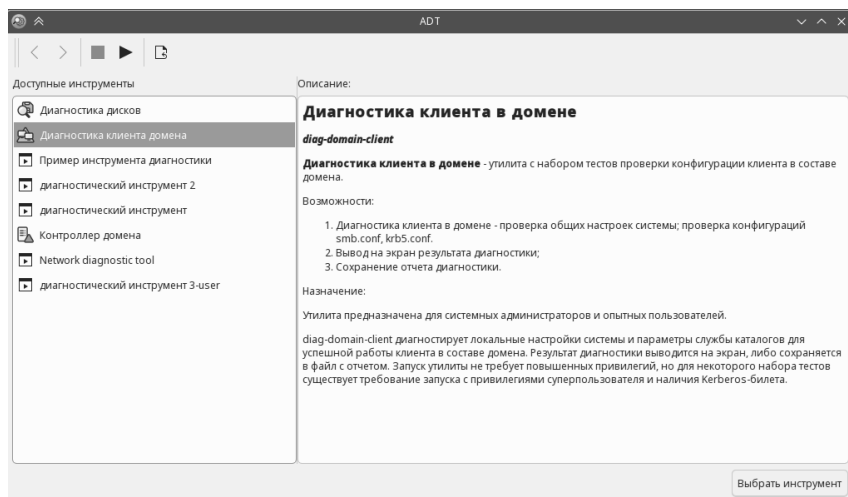 ADT
Доступные инструменты
Диагностика дисков
Диагностика клиента домена
Пример инструмента диагностики
диагностический инструмент 2
диагностический инструмент
Контроллер домена
Network diagnostic tool
диагностический инструмент 3-user
Описание:
Диагностика клиента в домене
diag-domain-client
Диагностика клиента в домене - утилита с набором тестов проверки конфигурации клиента в составе
домена.
Возможности:
1. Диагностика клиента в домене - проверка общих настроек системы; проверка конфигураций
smb.conf, krb5.conf.
2. Вывод на экран результата диагностики;
3. Сохранение отчета диагностики.
Назначение:
Утилита предназначена для системных администраторов и опытных пользователей.
diag-domain-client диагностирует локальные настройки системы и параметры службы каталогов для
успешной работы клиента в составе домена. Результат диагностики выводится на экран, либо сохраняется
в файл с отчетом. Запуск утилиты не требует повышенных привилегий, но для некоторого набора тестов
существует требование запуска с привилегиями суперпользователя и наличия Kerberos-билета.
Выбрать инструмент